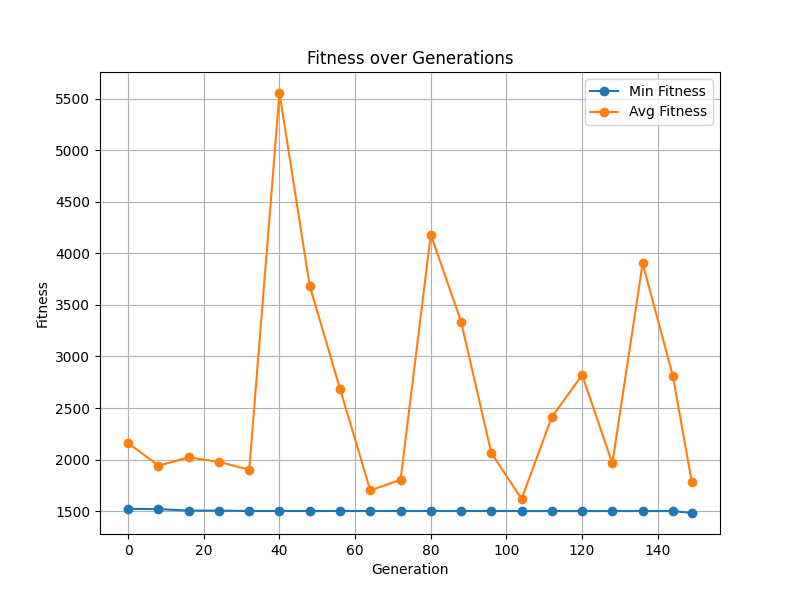 Fitness over Generations
Min Fitness
Avg Fitness
5500
5000
4500
4000
3500
3000
2500
2000
1500
Fitness
0 20 40 60 80 100 120 140
Generation